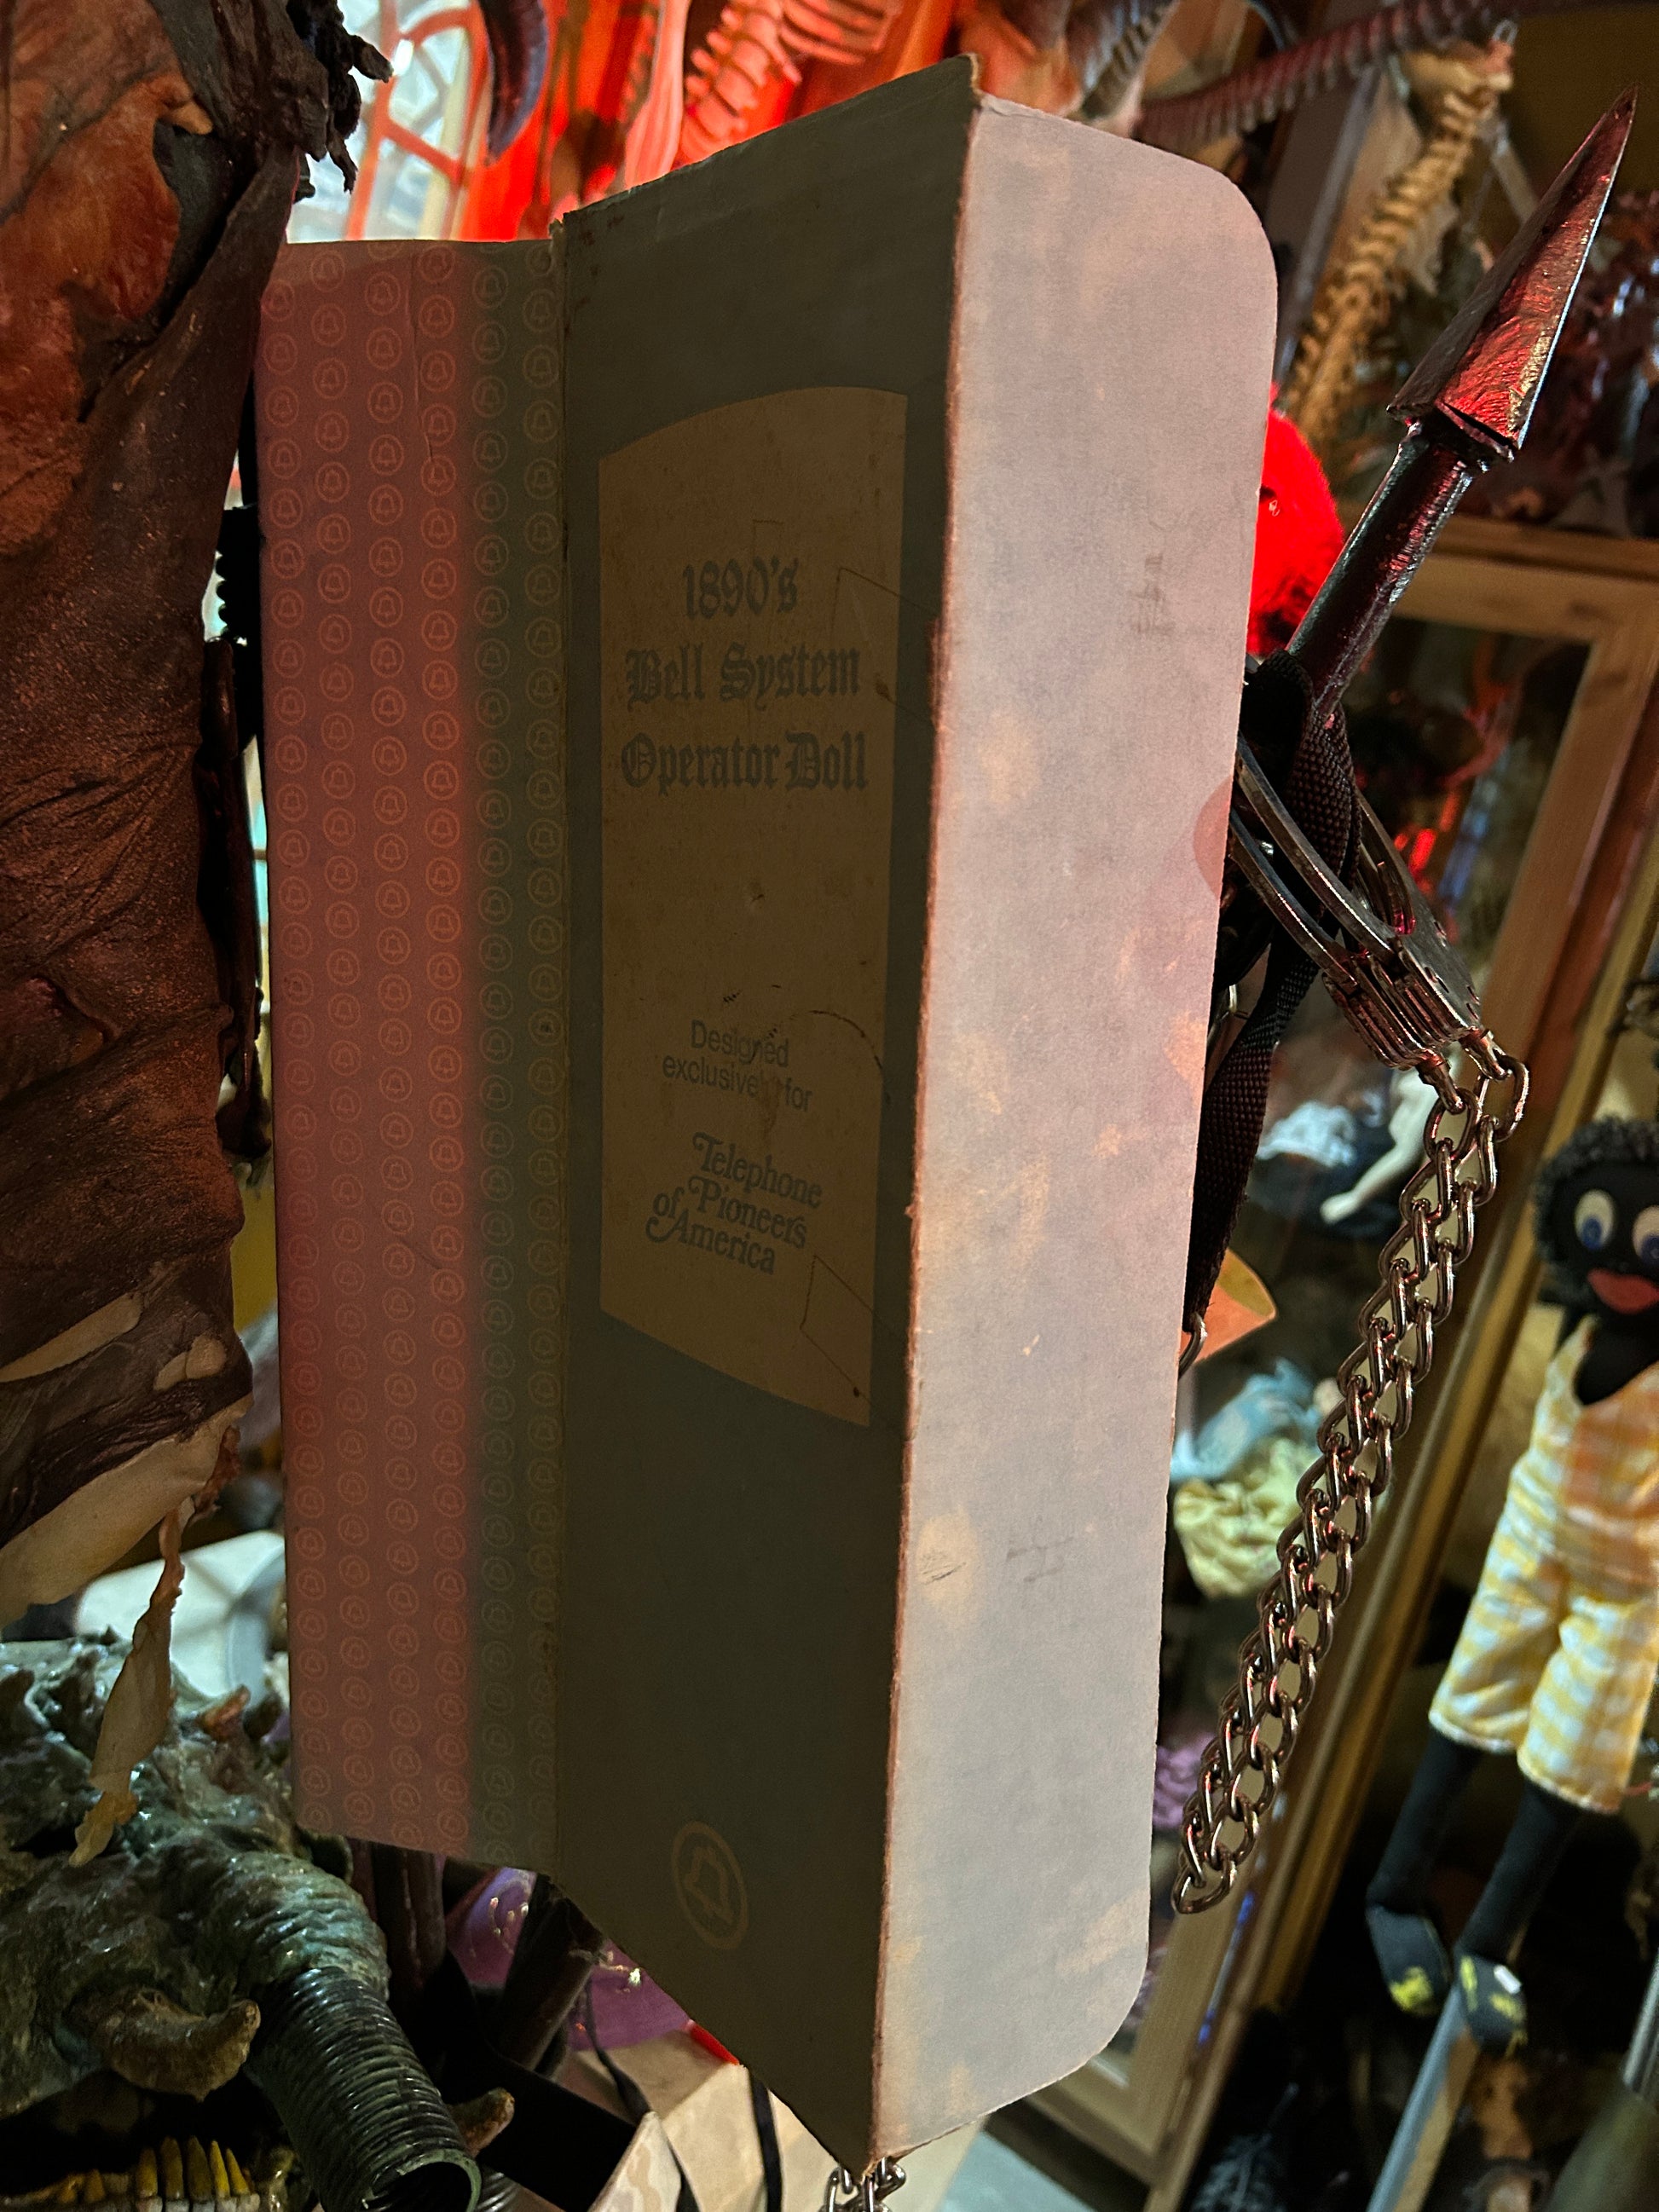 1890's
Bell System
Operator Doll
Designed
exclusively for
Telephone
Pioneers
of America